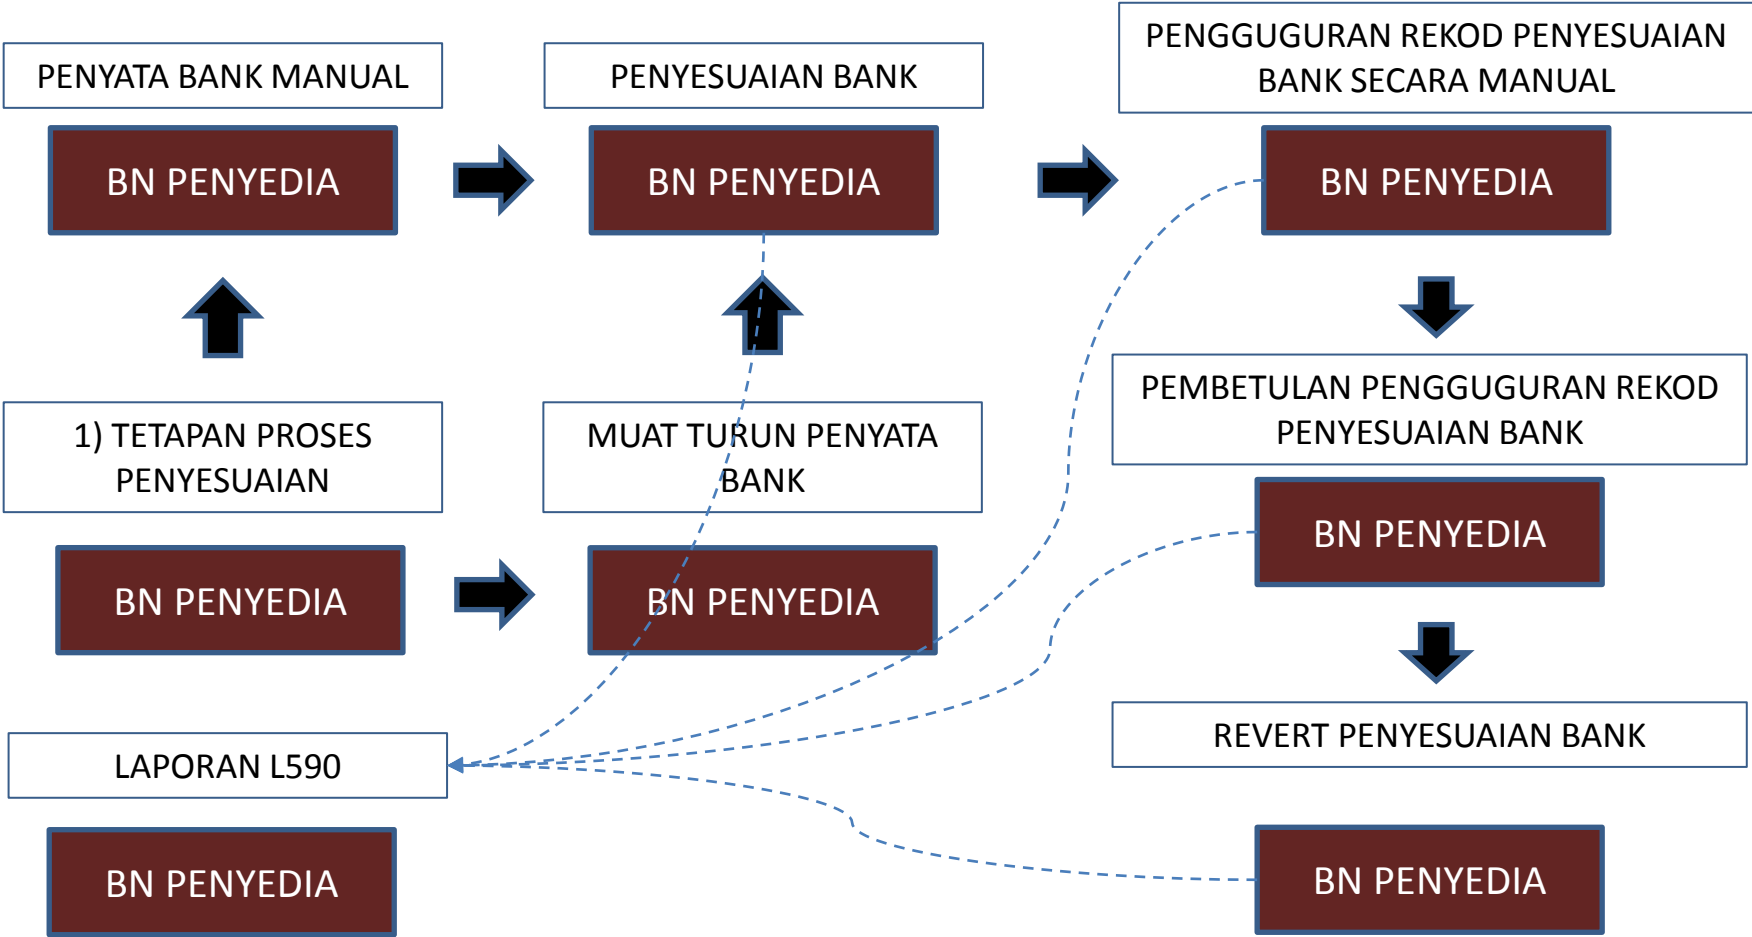 PENYATA BANK MANUAL
BN PENYEDIA
PENYESUAIAN BANK
BN PENYEDIA
PENGGUGURAN REKOD PENYESUAIAN
BANK SECARA MANUAL
BN PENYEDIA
1) TETAPAN PROSES
PENYESUAIAN
BN PENYEDIA
MUAT TURUN PENYATA
BANK
BN PENYEDIA
PEMBETULAN PENGGUGURAN REKOD
PENYESUAIAN BANK
BN PENYEDIA
LAPORAN L590
BN PENYEDIA
REVERT PENYESUAIAN BANK
BN PENYEDIA